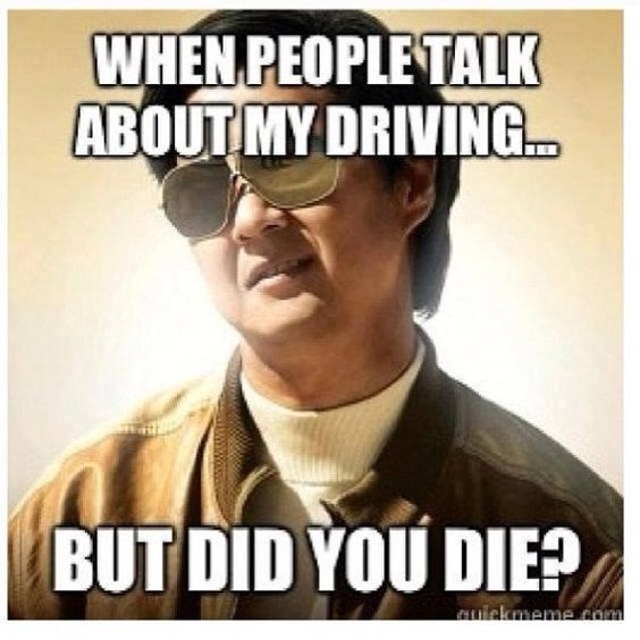 WHEN PEOPLE TALK
ABOUT MY DRIVING...
BUT DID YOU DIE?
quickmeme.com